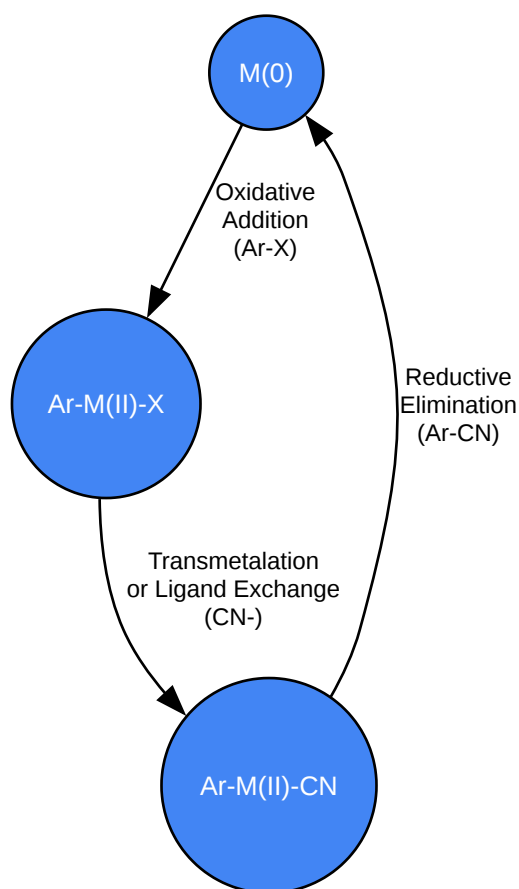 M(0)
Oxidative
Addition
(Ar-X)
Ar-M(II)-X
Reductive
Elimination
(Ar-CN)
Transmetalation
or Ligand Exchange
(CN-)
Ar-M(II)-CN